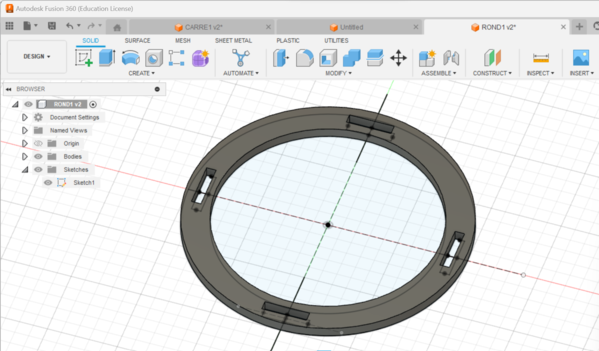 Autodesk Fusion 360 (Education License)
CARRE1 v2* Untitled ROND1 v2*
SOLID SURFACE MESH SHEET METAL PLASTIC UTILITIES
DESIGN
CREATE AUTOMATE MODIFY ASSEMBLE CONSTRUCT INSPECT INSERT
BROWSER
ROND1 v2
Document Settings
Named Views
Origin
Bodies
Sketches
Sketch1